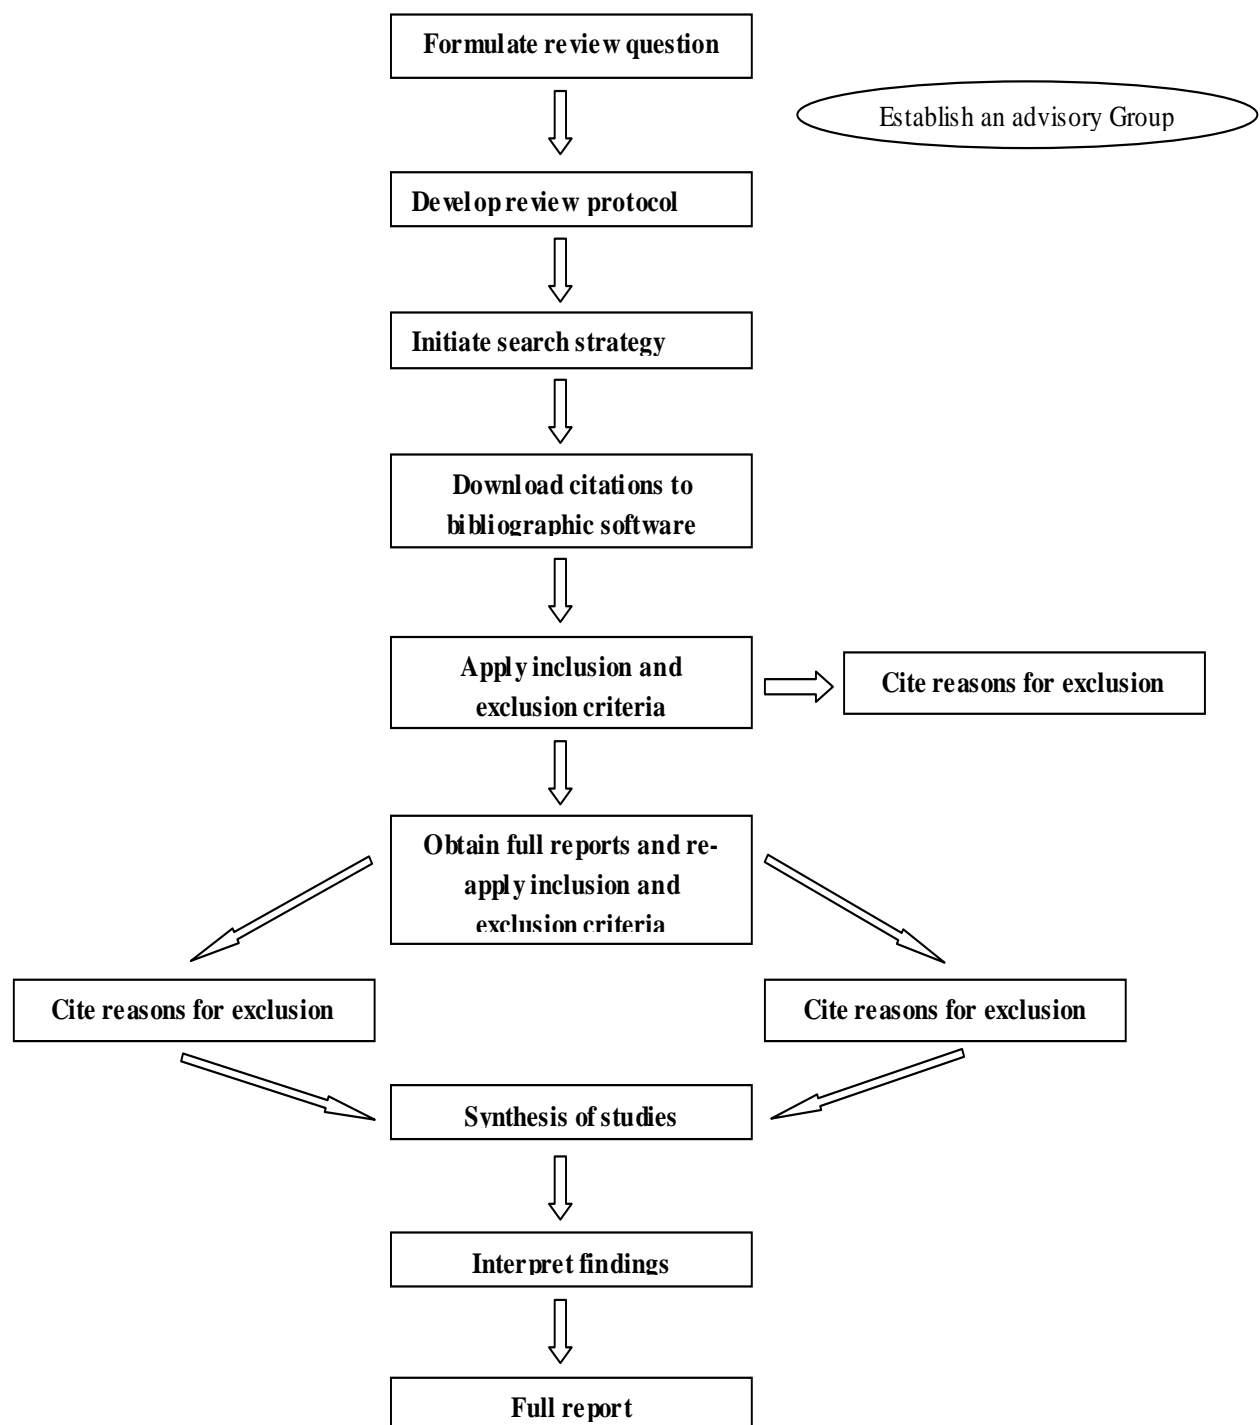 Formulate review question
Establish an advisory Group
Develop review protocol
Initiate search strategy
Download citations to
bibliographic software
Apply inclusion and
exclusion criteria
Cite reasons for exclusion
Obtain full reports and re-
apply inclusion and
exclusion criteria
Cite reasons for exclusion
Cite reasons for exclusion
Synthesis of studies
Interpret findings
Full report